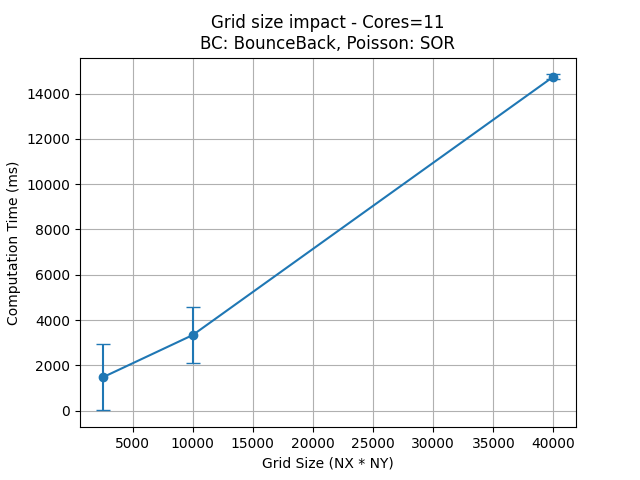 Grid size impact - Cores=11
BC: BounceBack, Poisson: SOR
Computation Time (ms)
14000
12000
10000
8000
6000
4000
2000
0
5000 10000 15000 20000 25000 30000 35000 40000
Grid Size (NX * NY)